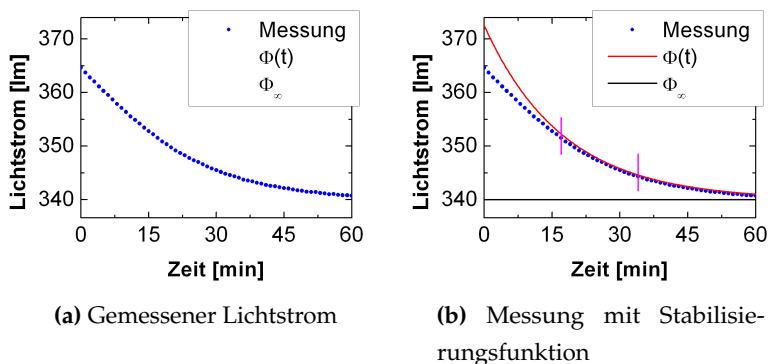 Messung
Φ(t)
Φ∞
370
360
350
340
Lichtstrom [lm]
0 15 30 45 60
Zeit [min]
(a) Gemessener Lichtstrom
Messung
Φ(t)
Φ∞
370
360
350
340
Lichtstrom [lm]
0 15 30 45 60
Zeit [min]
(b) Messung mit Stabilisie-
rungsfunktion